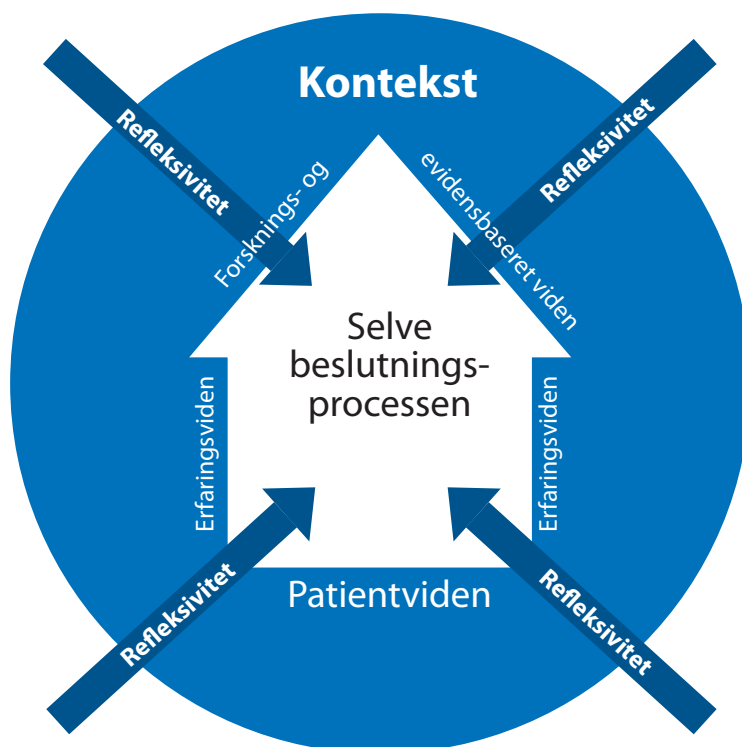 Kontekst
Refleksivitet
Refleksivitet
Forsknings- og
evidensbaseret viden
Selve
beslutnings-
processen
Erfaringsviden
Erfaringsviden
Refleksivitet
Refleksivitet
Patientviden